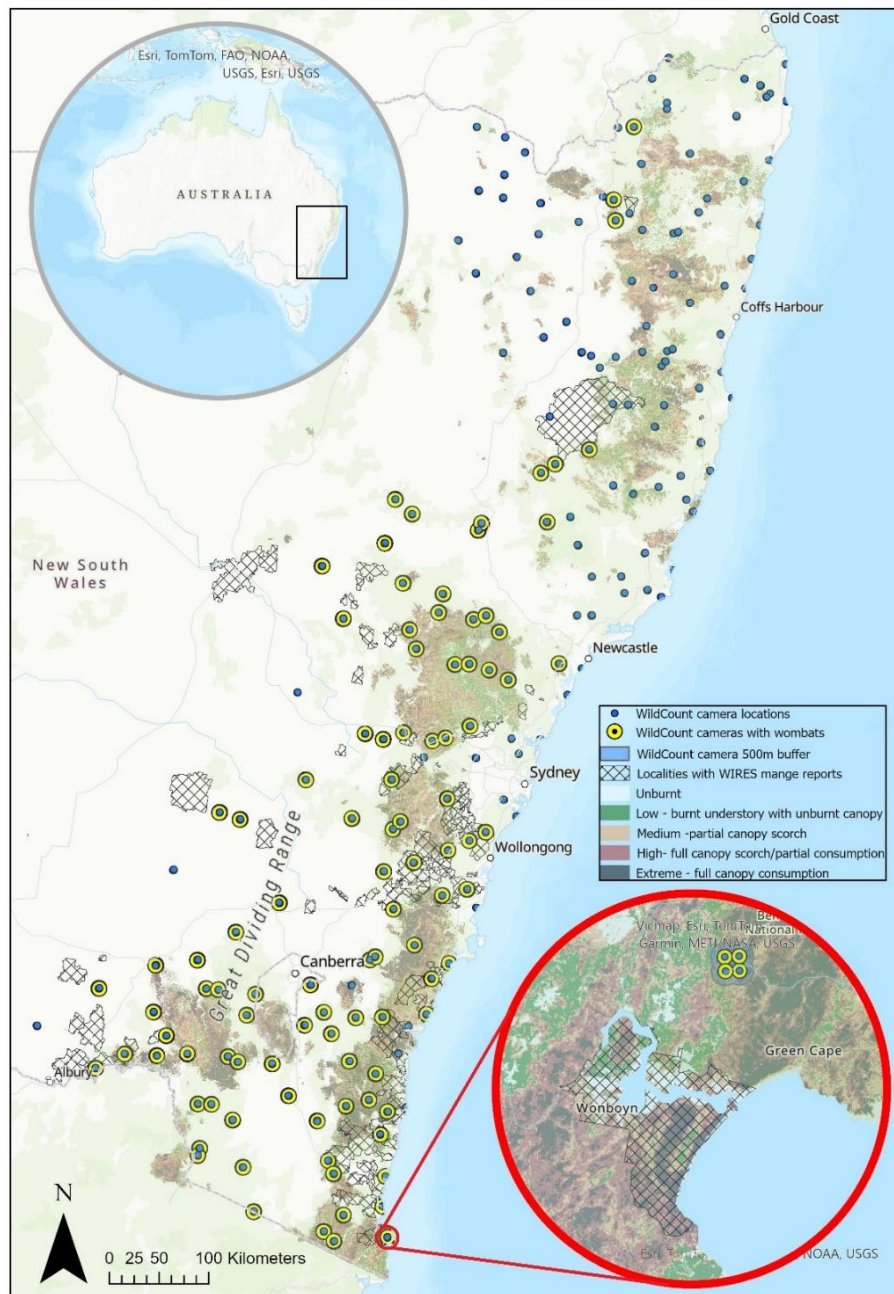 Gold Coast
Esri, TomTom, FAO, NOAA,
USGS, Esri, USGS
AUSTRALIA
Coffs Harbour
New South
Wales
Newcastle
WildCount camera locations
WildCount cameras with wombats
WildCount camera 500m buffer
Localities with WIRES mange reports
Unburnt
Low - burnt understory with unburnt canopy
Medium -partial canopy scorch
High- full canopy scorch/partial consumption
Extreme - full canopy consumption
Sydney
Wollongong
Great Dividing Range
Canberra
Albury
Vicmap, Esri, TomTom,
National
Garmin, METI/NASA, USGS
Green Cape
Wonboyn
N
0 25 50 100 Kilometers
NOAA, USGS